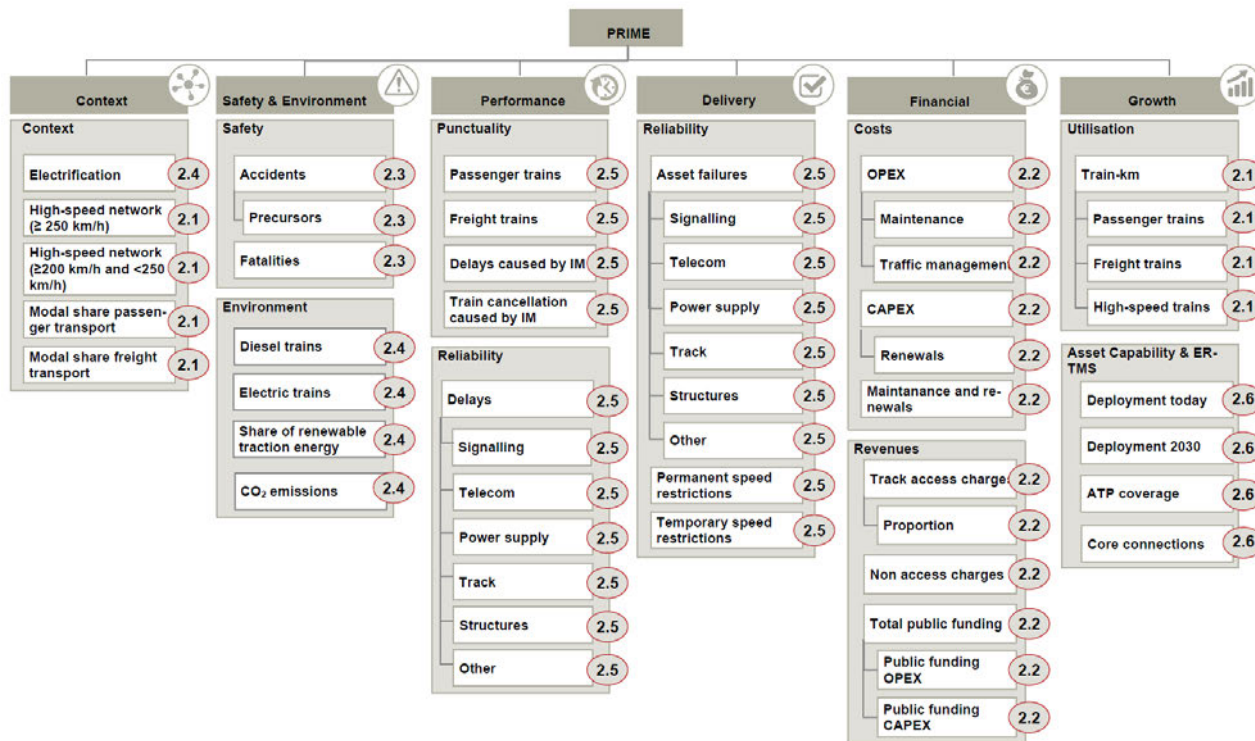 PRIME
Context
Context
Electrification
2.4
High-speed network
(≥ 250 km/h)
2.1
High-speed network
(≥200 km/h and <250
km/h)
2.1
Modal share passen-
ger transport
2.1
Modal share freight
transport
2.1
Safety & Environment
Safety
Accidents
2.3
Precursors
2.3
Fatalities
2.3
Environment
Diesel trains
2.4
Electric trains
2.4
Share of renewable
traction energy
2.4
CO₂ emissions
2.4
Performance
Punctuality
Passenger trains
2.5
Freight trains
2.5
Delays caused by IM
2.5
Train cancellation
caused by IM
2.5
Reliability
Delays
2.5
Signalling
2.5
Telecom
2.5
Power supply
2.5
Track
2.5
Structures
2.5
Other
2.5
Delivery
Reliability
Asset failures
2.5
Signalling
2.5
Telecom
2.5
Power supply
2.5
Track
2.5
Structures
2.5
Other
2.5
Permanent speed
restrictions
2.5
Temporary speed
restrictions
2.5
Financial
Costs
OPEX
2.2
Maintenance
2.2
Traffic management
2.2
CAPEX
2.2
Renewals
2.2
Maintanance and re-
newals
2.2
Revenues
Track access charges
2.2
Proportion
2.2
Non access charges
2.2
Total public funding
2.2
Public funding
OPEX
2.2
Public funding
CAPEX
2.2
Growth
Utilisation
Train-km
2.1
Passenger trains
2.1
Freight trains
2.1
High-speed trains
2.1
Asset Capability & ER-
TMS
Deployment today
2.6
Deployment 2030
2.6
ATP coverage
2.6
Core connections
2.6